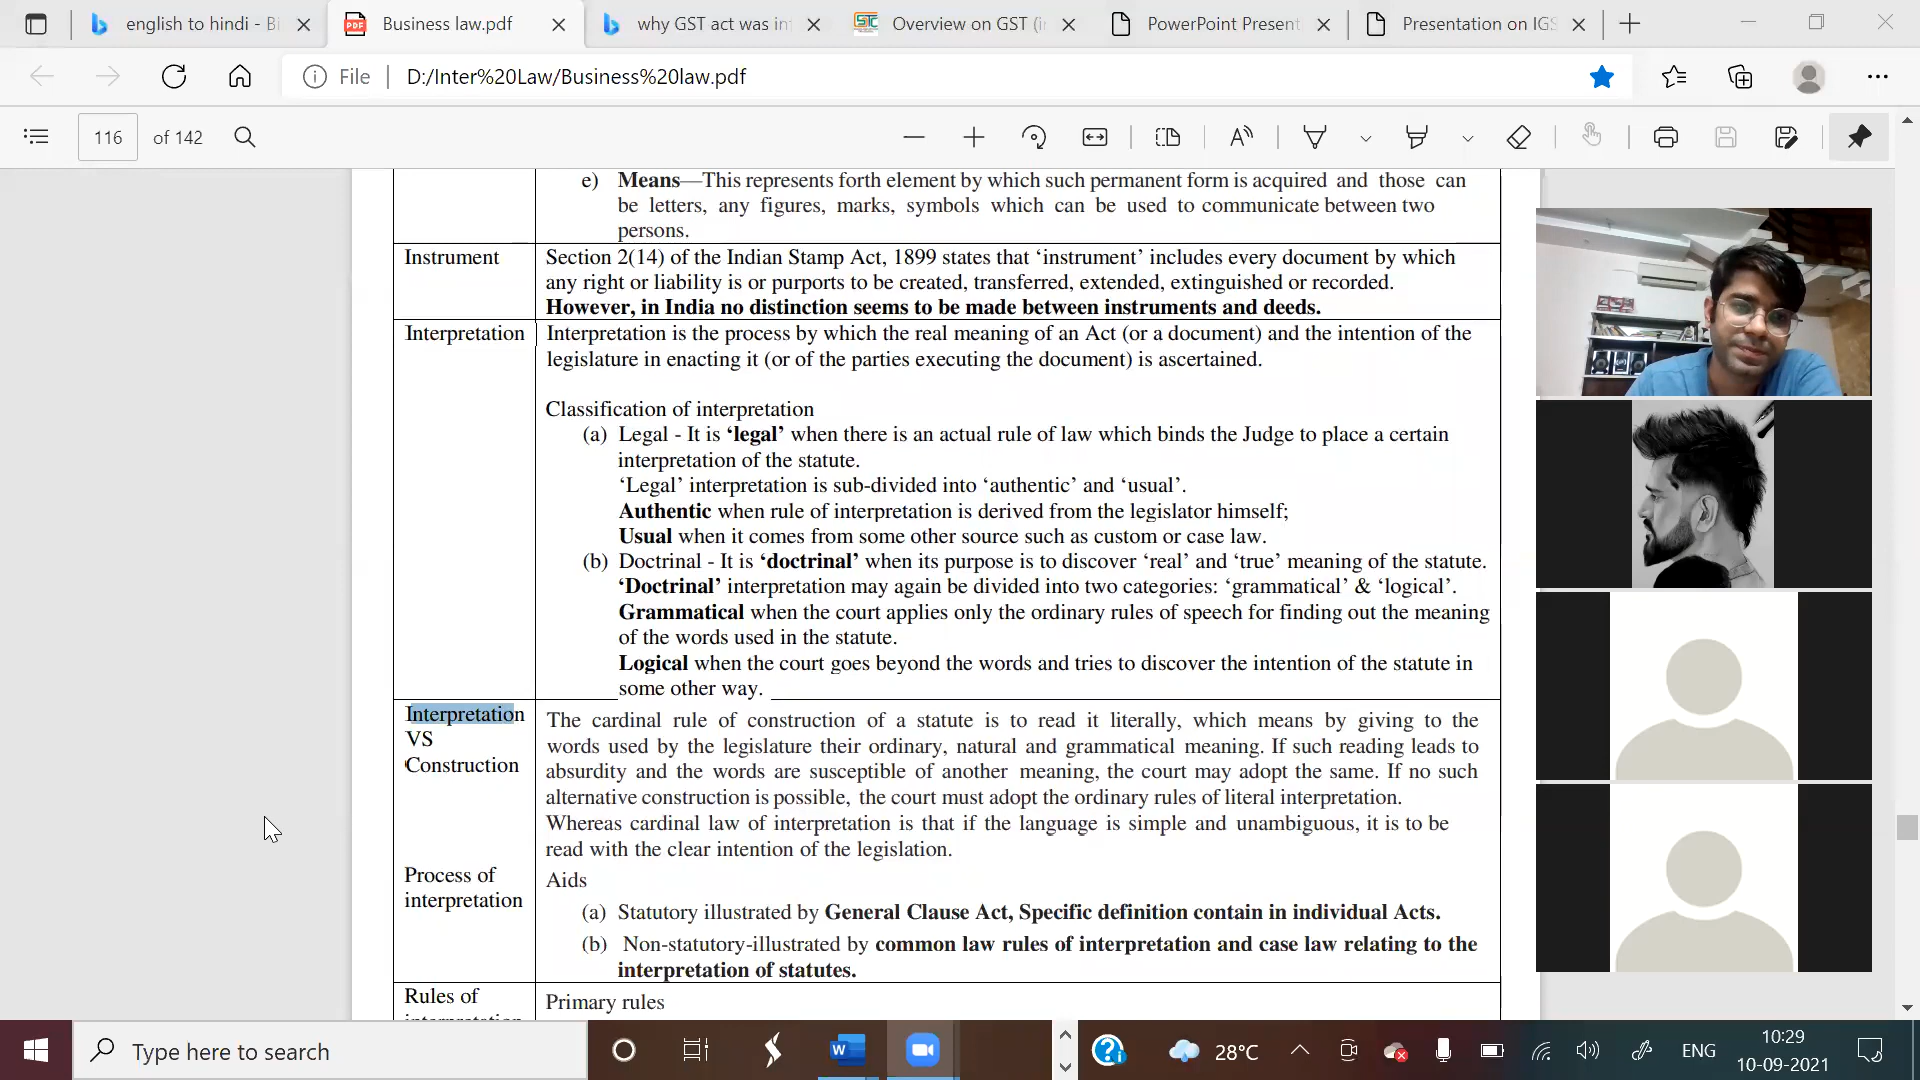 english to hindi - Bi
Business law.pdf
why GST act was in
Overview on GST (i
PowerPoint Present
Presentation on IGS
File
D:/Inter%20Law/Business%20law.pdf
116 of 142
e) Means—This represents forth element by which such permanent form is acquired and those can
be letters, any figures, marks, symbols which can be used to communicate between two
persons.
Instrument
Section 2(14) of the Indian Stamp Act, 1899 states that ‘instrument’ includes every document by which
any right or liability is or purports to be created, transferred, extended, extinguished or recorded.
However, in India no distinction seems to be made between instruments and deeds.
Interpretation
Interpretation is the process by which the real meaning of an Act (or a document) and the intention of the
legislature in enacting it (or of the parties executing the document) is ascertained.
Classification of interpretation
(a) Legal - It is ‘legal’ when there is an actual rule of law which binds the Judge to place a certain
interpretation of the statute.
‘Legal’ interpretation is sub-divided into ‘authentic’ and ‘usual’.
Authentic when rule of interpretation is derived from the legislator himself;
Usual when it comes from some other source such as custom or case law.
(b) Doctrinal - It is ‘doctrinal’ when its purpose is to discover ‘real’ and ‘true’ meaning of the statute.
‘Doctrinal’ interpretation may again be divided into two categories: ‘grammatical’ & ‘logical’.
Grammatical when the court applies only the ordinary rules of speech for finding out the meaning
of the words used in the statute.
Logical when the court goes beyond the words and tries to discover the intention of the statute in
some other way.
Interpretation
VS
Construction
The cardinal rule of construction of a statute is to read it literally, which means by giving to the
words used by the legislature their ordinary, natural and grammatical meaning. If such reading leads to
absurdity and the words are susceptible of another meaning, the court may adopt the same. If no such
alternative construction is possible, the court must adopt the ordinary rules of literal interpretation.
Whereas cardinal law of interpretation is that if the language is simple and unambiguous, it is to be
read with the clear intention of the legislation.
Process of
interpretation
Aids
(a) Statutory illustrated by General Clause Act, Specific definition contain in individual Acts.
(b) Non-statutory-illustrated by common law rules of interpretation and case law relating to the
interpretation of statutes.
Rules of
Primary rules
Type here to search
28°C
ENG
10:29
10-09-2021